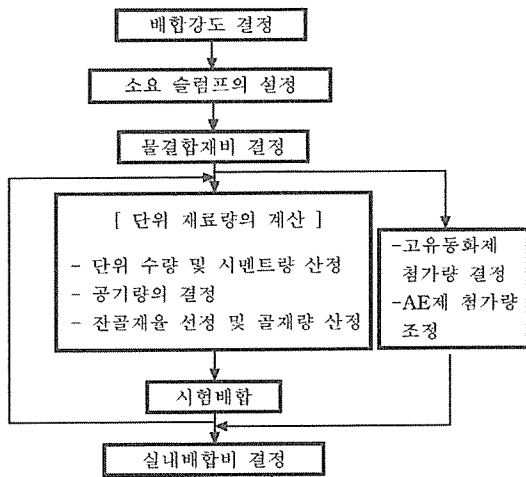 배합강도 결정
소요 슬럼프의 설정
물결합재비 결정
[ 단위 재료량의 계산 ]
- 단위 수량 및 시멘트량 산정
- 공기량의 결정
- 잔골재율 선정 및 골재량 산정
-고유동화제
첨가량 결정
-AE제 첨가량
조정
시험배합
실내배합비 결정